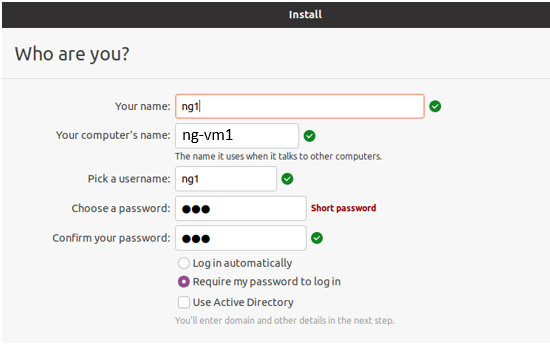 Install
Who are you?
Your name: ng1
Your computer's name: ng-vm1
The name it uses when it talks to other computers.
Pick a username: ng1
Choose a password: ●●● Short password
Confirm your password: ●●●
Log in automatically
Require my password to log in
Use Active Directory
You'll enter domain and other details in the next step.